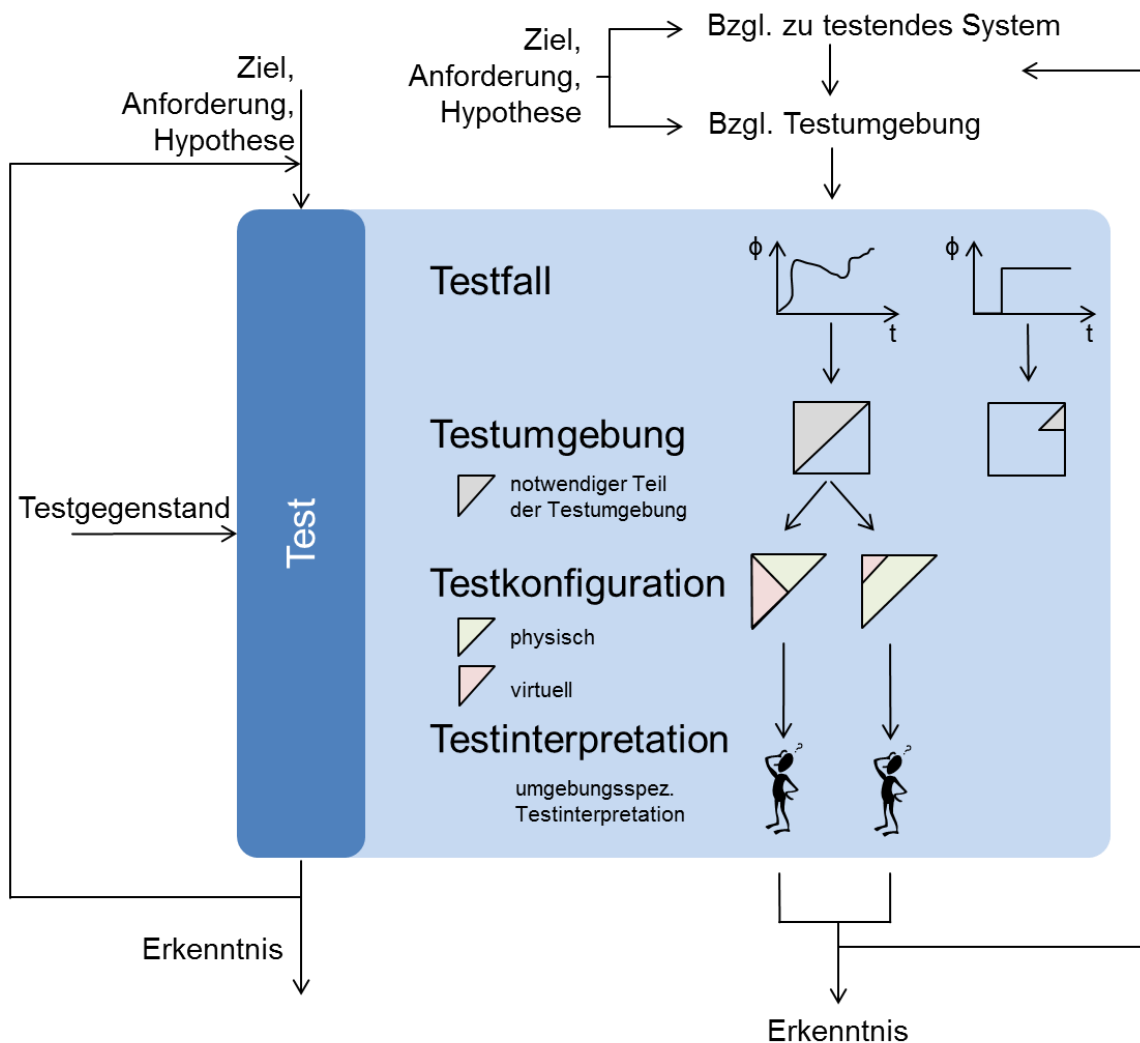 Ziel,
Anforderung,
Hypothese
Ziel,
Anforderung,
Hypothese
Bzgl. zu testendes System
Bzgl. Testumgebung
Testgegenstand
Test
Testfall
ϕ
t
ϕ
t
Testumgebung
notwendiger Teil
der Testumgebung
Testkonfiguration
physisch
virtuell
Testinterpretation
umgebungsspez.
Testinterpretation
?
?
Erkenntnis
Erkenntnis